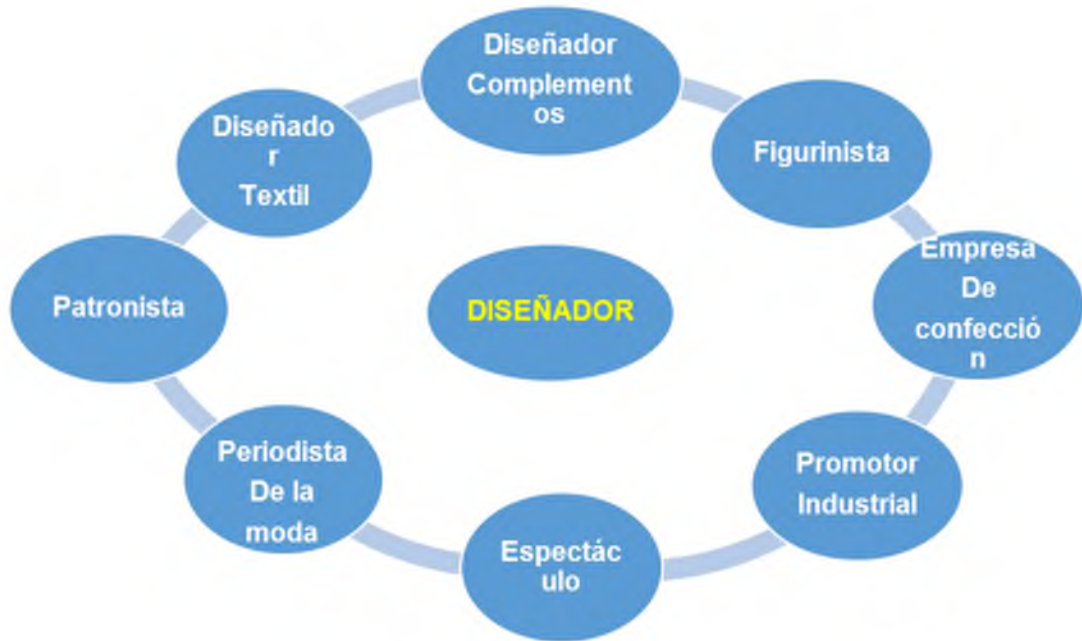 Diseñador
Complement
os
Figurinista
Empresa
De
confecció
n
Promotor
Industrial
Espectác
ulo
Periodista
De la
moda
Patronista
Diseñado
r
Textil
DISEÑADOR